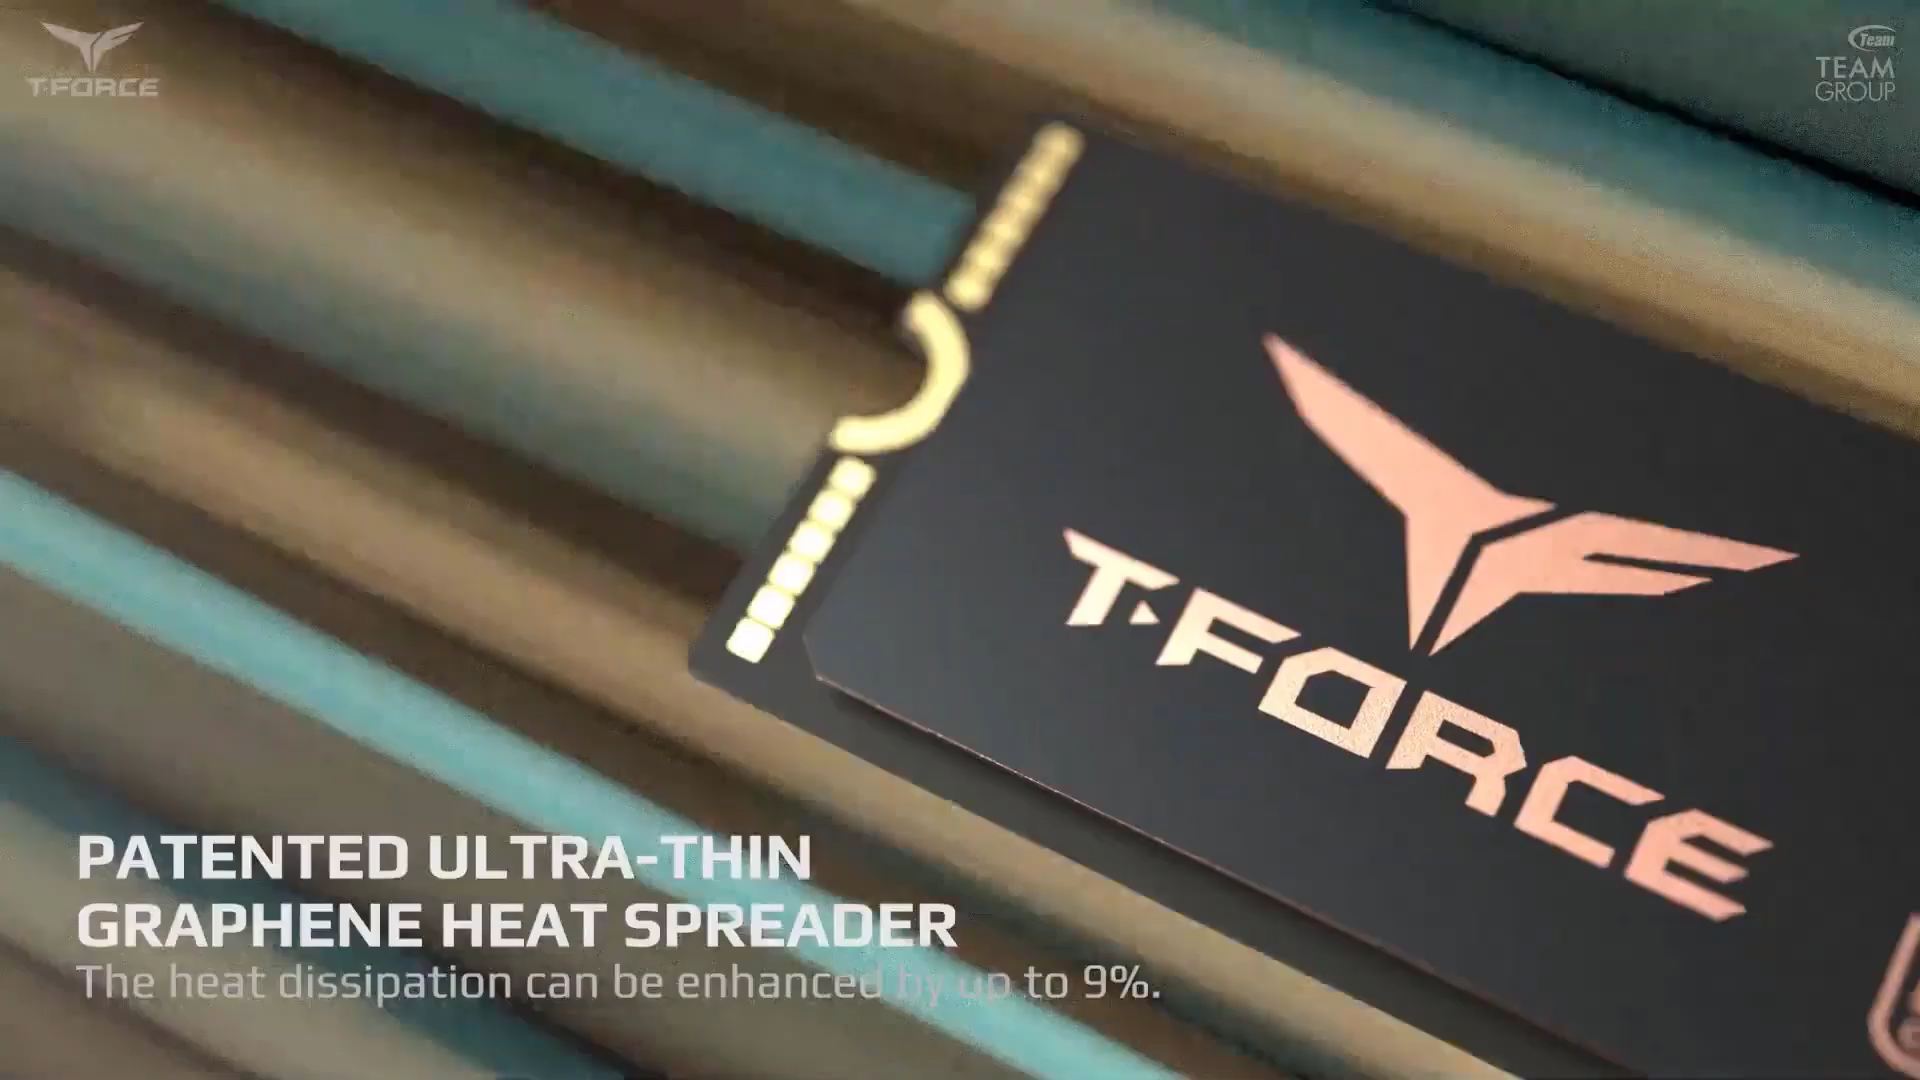 T-FORCE
Team
TEAM
GROUP
T-FORCE
PATENTED ULTRA-THIN
GRAPHENE HEAT SPREADER
The heat dissipation can be enhanced by up to 9%.